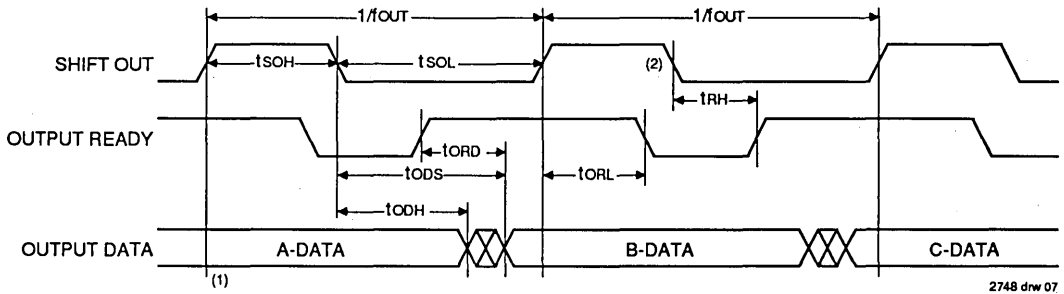 1/fOUT 1/fOUT
SHIFT OUT tSOH tSOL (2)
tRH
OUTPUT READY
tORD
tODS tORL
tODH
OUTPUT DATA A-DATA B-DATA C-DATA
(1)
2748 drw 07